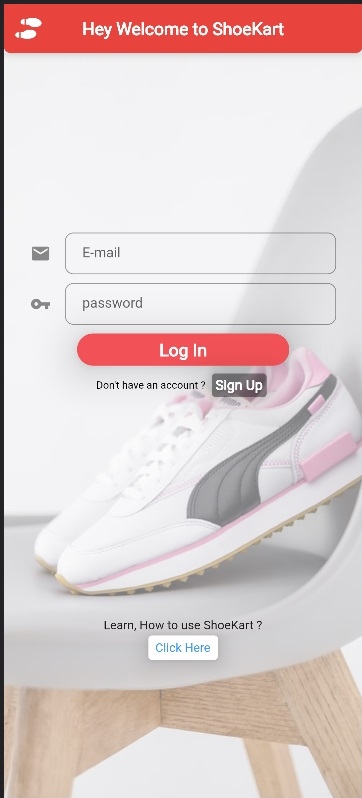 Hey Welcome to ShoeKart
E-mail
password
Log In
Don't have an account ? Sign Up
Learn, How to use ShoeKart ?
Click Here